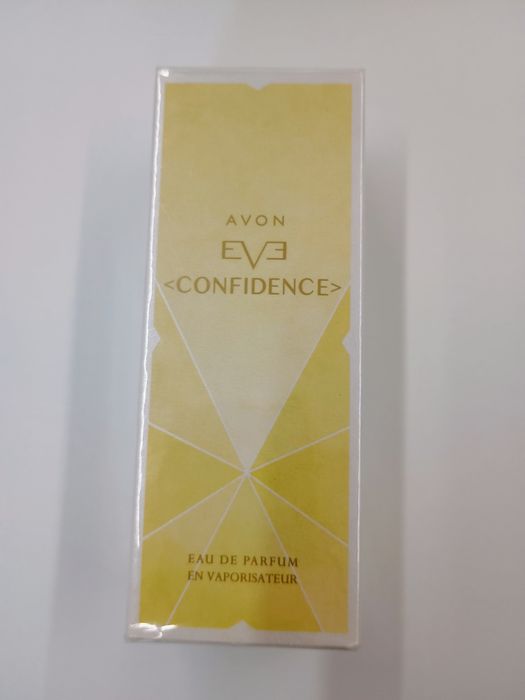 AVON
EVE
<CONFIDENCE>
EAU DE PARFUM
EN VAPORISATEUR